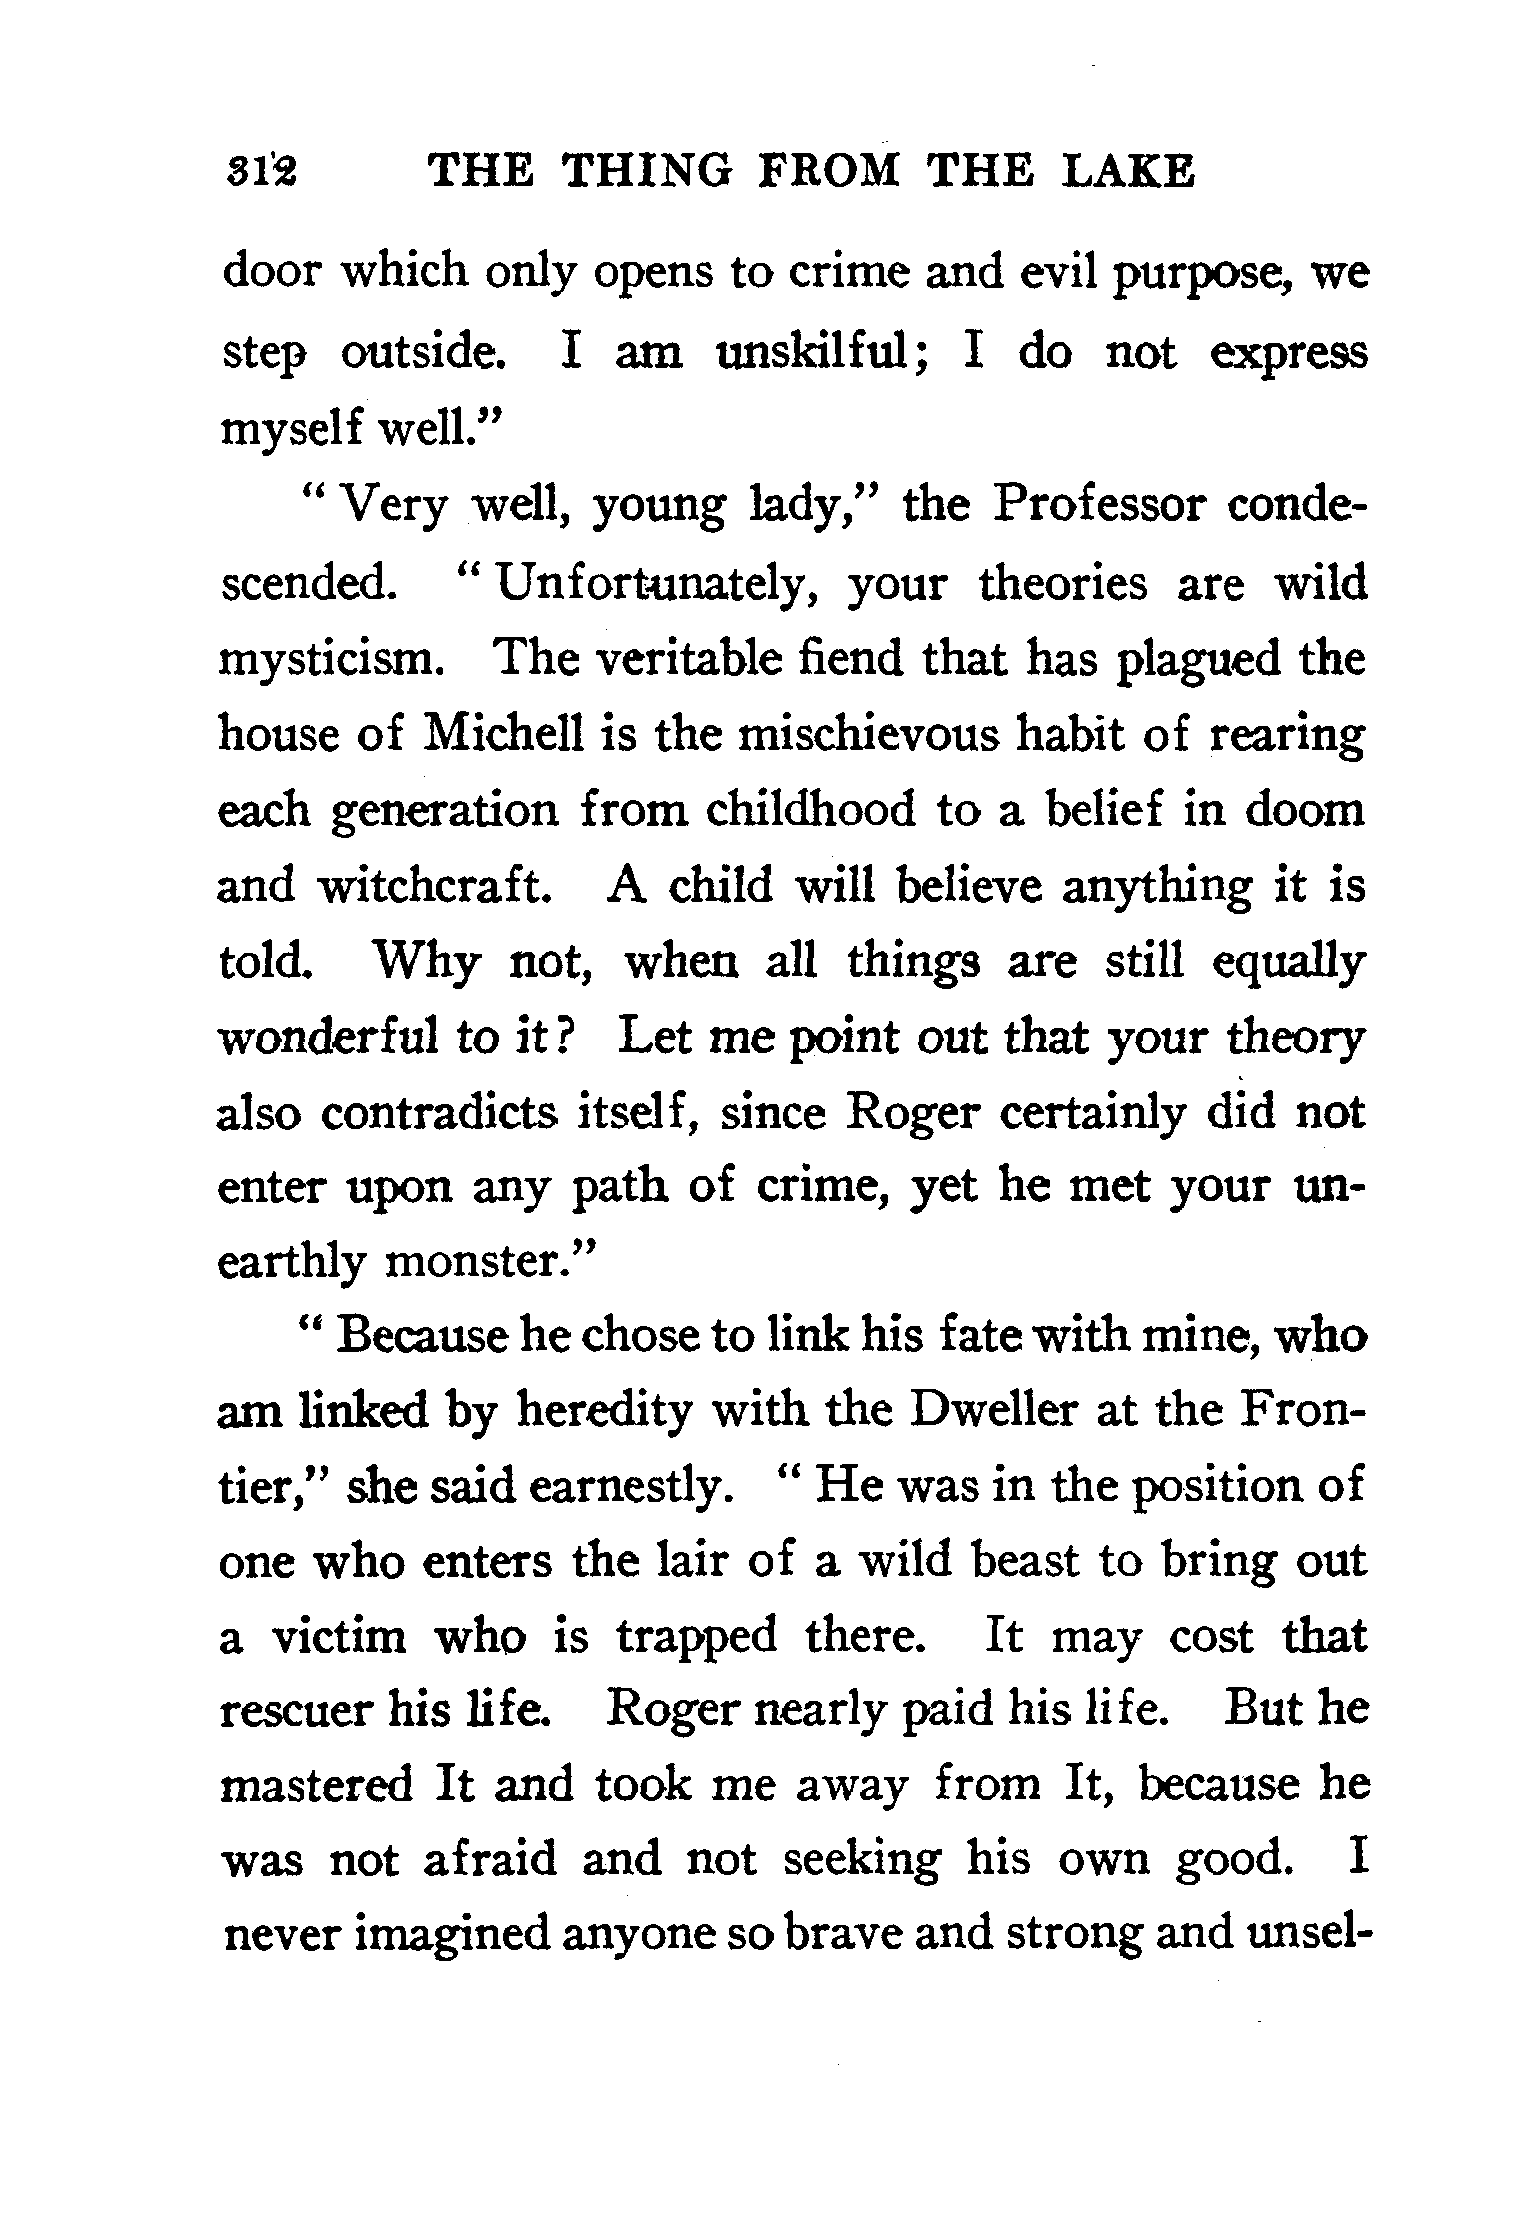 312 THE THING FROM THE LAKE
door which only opens to crime and evil purpose, we
step outside. I am unskilful; I do not express
myself well."
"Very well, young lady," the Professor conde-
scended. "Unfortunately, your theories are wild
mysticism. The veritable fiend that has plagued the
house of Michell is the mischievous habit of rearing
each generation from childhood to a belief in doom
and witchcraft. A child will believe anything it is
told. Why not, when all things are still equally
wonderful to it? Let me point out that your theory
also contradicts itself, since Roger certainly did not
enter upon any path of crime, yet he met your un-
earthly monster."
"Because he chose to link his fate with mine, who
am linked by heredity with the Dweller at the Fron-
tier," she said earnestly. "He was in the position of
one who enters the lair of a wild beast to bring out
a victim who is trapped there. It may cost that
rescuer his life. Roger nearly paid his life. But he
mastered It and took me away from It, because he
was not afraid and not seeking his own good. I
never imagined anyone so brave and strong and unsel-